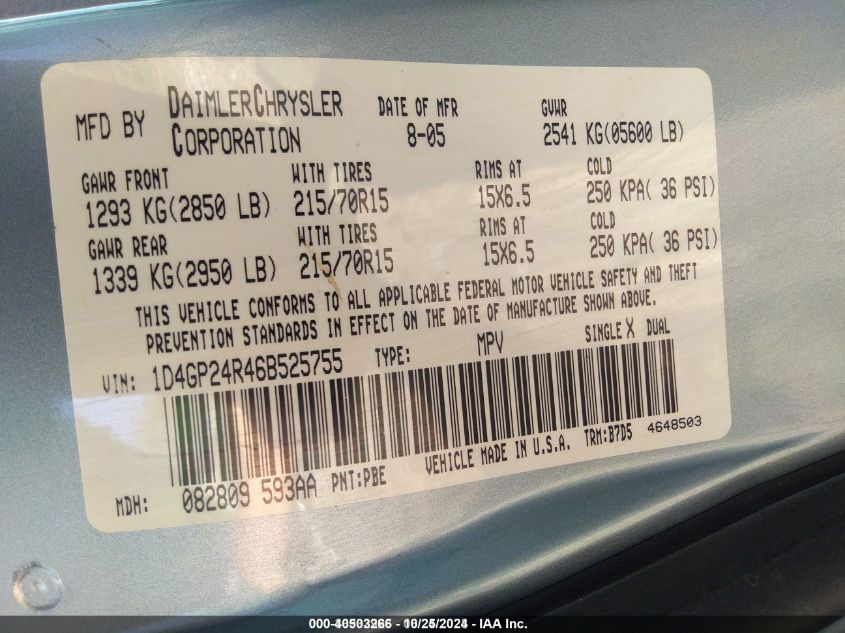 MFD BY DAIMLERCHRYSLER CORPORATION
DATE OF MFR 8-05
GVWR 2541 KG(05600 LB)
GAWR FRONT WITH TIRES RIMS AT COLD
1293 KG(2850 LB) 215/70R15 15X6.5 250 KPA( 36 PSI)
GAWR REAR WITH TIRES RIMS AT COLD
1339 KG(2950 LB) 215/70R15 15X6.5 250 KPA( 36 PSI)
THIS VEHICLE CONFORMS TO ALL APPLICABLE FEDERAL MOTOR VEHICLE SAFETY AND THEFT
PREVENTION STANDARDS IN EFFECT ON THE DATE OF MANUFACTURE SHOWN ABOVE.
VIN: 1D4GP24R46B525755 TYPE: MPV SINGLE X DUAL
MDH: 082809 593AA PNT:PBE VEHICLE MADE IN U.S.A. TRM:B7D5 4648503
000-40503266 - 10/25/2024 - IAA Inc.